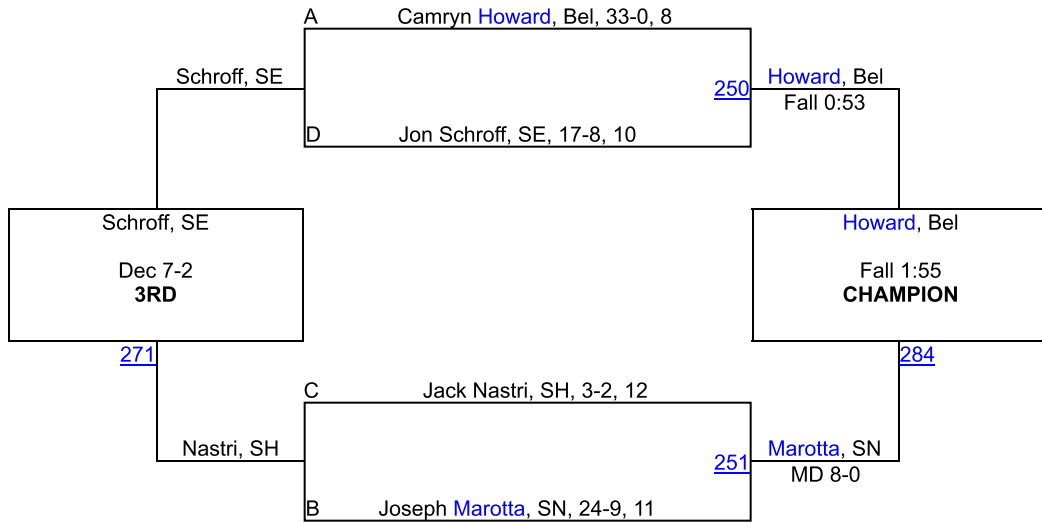 A
Camryn Howard, Bel, 33-0, 8
Schroff, SE
250
Howard, Bel
Fall 0:53
D
Jon Schroff, SE, 17-8, 10
Schroff, SE
Dec 7-2
3RD
Howard, Bel
Fall 1:55
CHAMPION
271
284
C
Jack Nastri, SH, 3-2, 12
Nastri, SH
251
Marotta, SN
MD 8-0
B
Joseph Marotta, SN, 24-9, 11